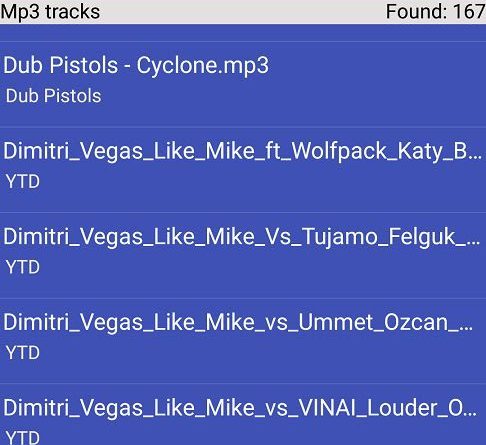 Mp3 tracks Found: 167
Dub Pistols - Cyclone.mp3
Dub Pistols
Dimitri_Vegas_Like_Mike_ft_Wolfpack_Katy_B...
YTD
Dimitri_Vegas_Like_Mike_Vs_Tujamo_Felguk_...
YTD
Dimitri_Vegas_Like_Mike_vs_Ummet_Ozcan_...
YTD
Dimitri_Vegas_Like_Mike_vs_VINAI_Louder_O...
YTD